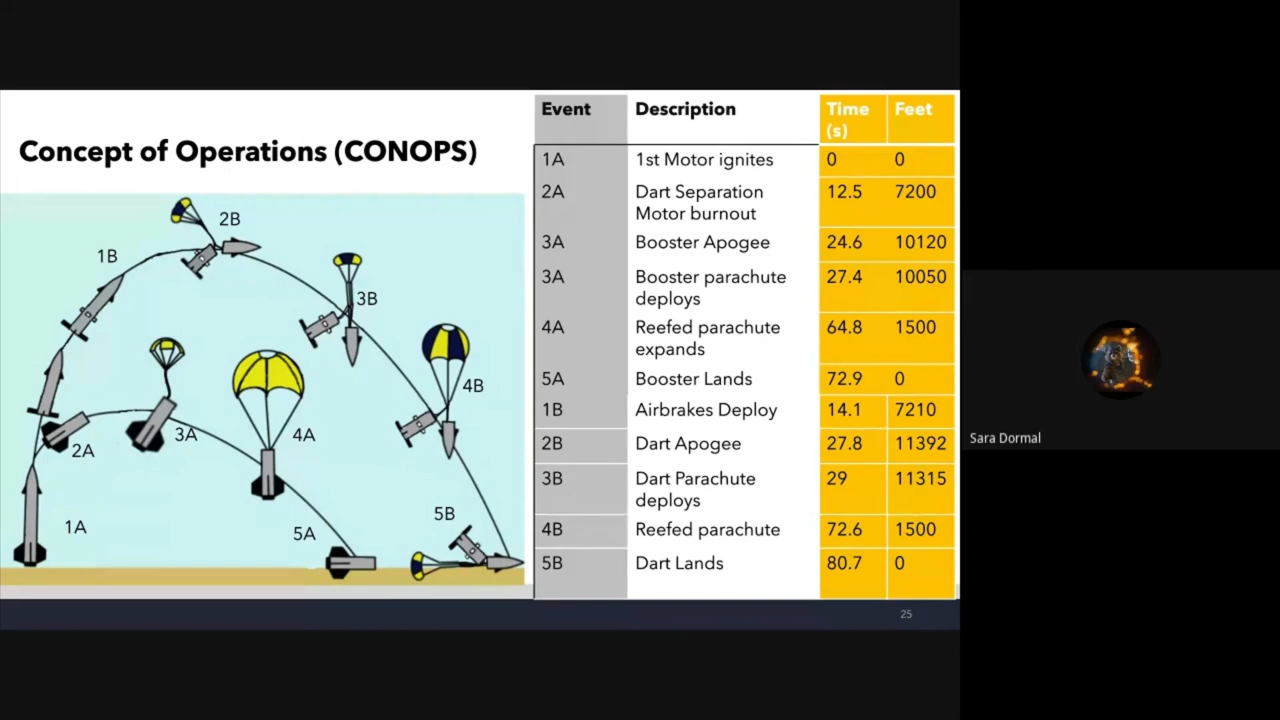 Concept of Operations (CONOPS)
2B
1B
3B
4B
2A
3A
4A
5B
1A
5A
Event Description Time (s) Feet
1A 1st Motor ignites 0 0
2A Dart Separation 12.5 7200
Motor burnout
3A Booster Apogee 24.6 10120
3A Booster parachute 27.4 10050
deploys
4A Reefed parachute 64.8 1500
expands
5A Booster Lands 72.9 0
1B Airbrakes Deploy 14.1 7210
2B Dart Apogee 27.8 11392
3B Dart Parachute 29 11315
deploys
4B Reefed parachute 72.6 1500
5B Dart Lands 80.7 0
25
Sara Dormal